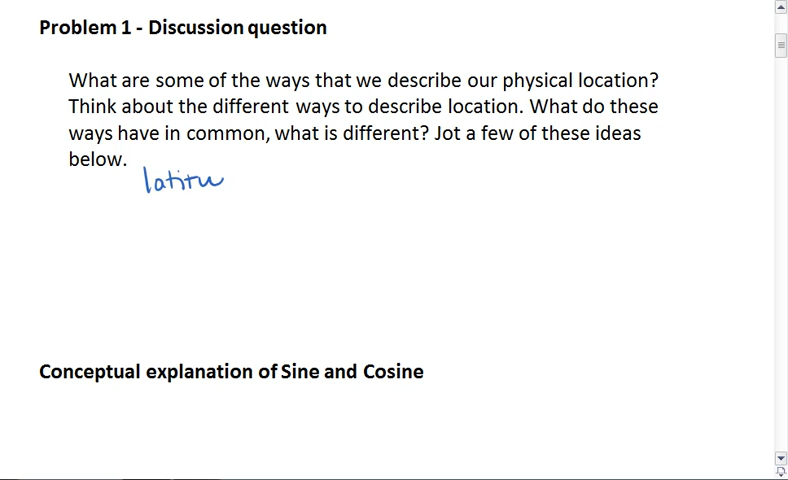 Problem 1 - Discussion question
What are some of the ways that we describe our physical location?
Think about the different ways to describe location. What do these
ways have in common, what is different? Jot a few of these ideas
below.
latitu
Conceptual explanation of Sine and Cosine